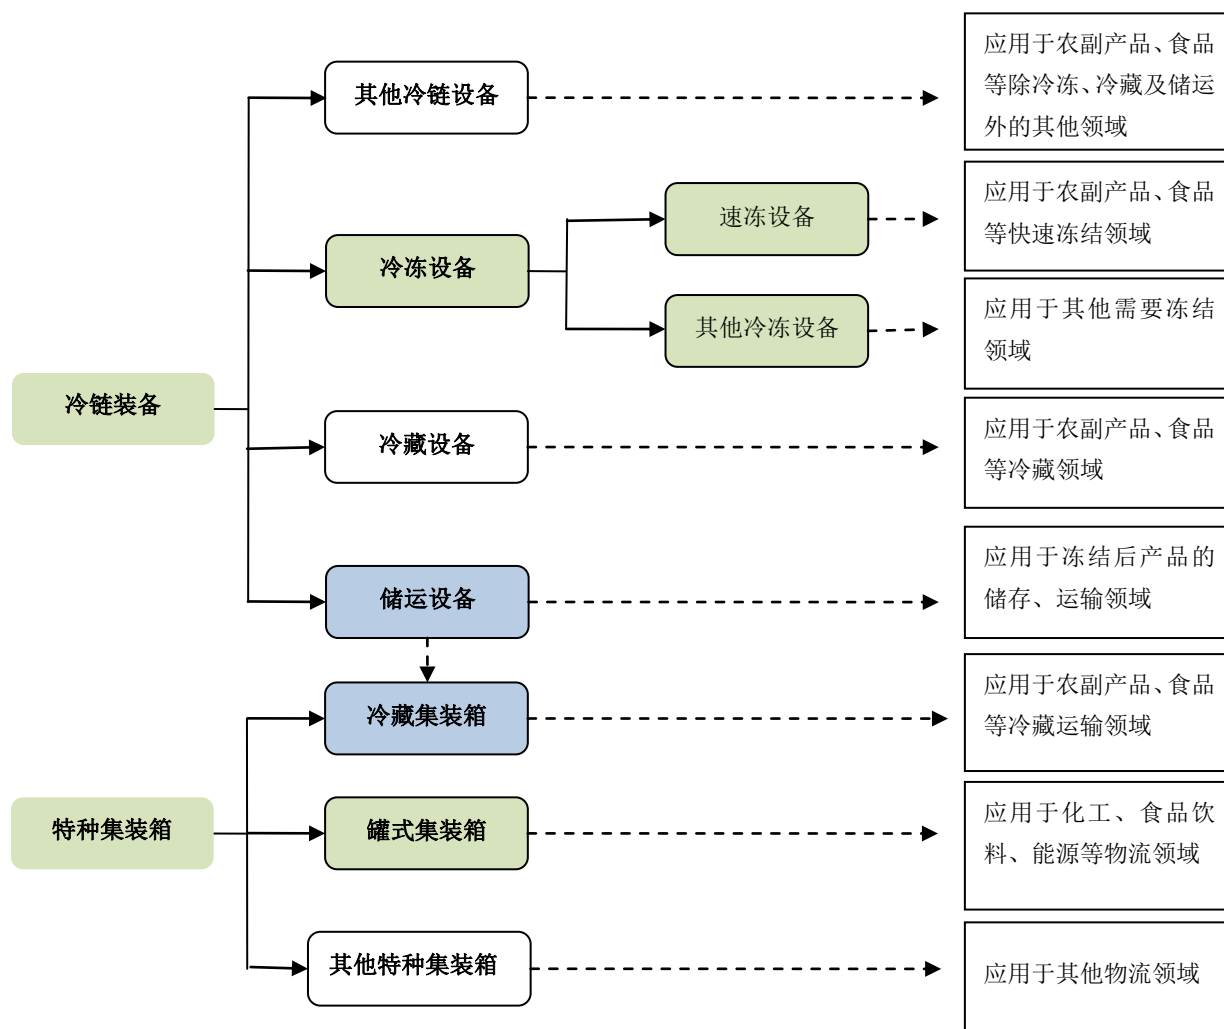 应用于农副产品、食品
等除冷冻、冷藏及储运
外的其他领域
其他冷链设备
应用于农副产品、食品
等快速冻结领域
速冻设备
冷冻设备
应用于其他需要冻结
领域
其他冷冻设备
冷链装备
应用于农副产品、食品
等冷藏领域
冷藏设备
应用于冻结后产品的
储存、运输领域
储运设备
应用于农副产品、食品
等冷藏运输领域
冷藏集装箱
特种集装箱
应用于化工、食品饮
料、能源等物流领域
罐式集装箱
其他特种集装箱
应用于其他物流领域